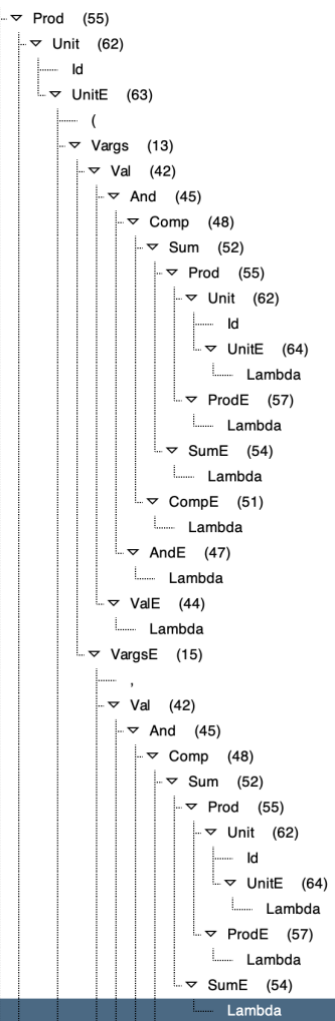 Prod (55)
Unit (62)
Id
UnitE (63)
(
Vargs (13)
Val (42)
And (45)
Comp (48)
Sum (52)
Prod (55)
Unit (62)
Id
UnitE (64)
Lambda
ProdE (57)
Lambda
SumE (54)
Lambda
CompE (51)
Lambda
AndE (47)
Lambda
ValE (44)
Lambda
VargsE (15)
,
Val (42)
And (45)
Comp (48)
Sum (52)
Prod (55)
Unit (62)
Id
UnitE (64)
Lambda
ProdE (57)
Lambda
SumE (54)
Lambda